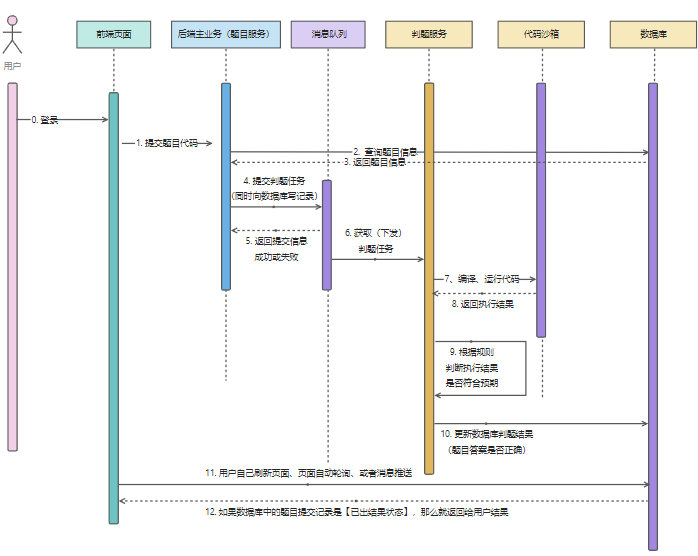 前端页面
后端主业务（题目服务）
消息队列
判题服务
代码沙箱
数据库
用户
0. 登录
1. 提交题目代码
2. 查询题目信息
3. 返回题目信息
4. 提交判题任务
（同时向数据库写记录）
5. 返回提交信息
成功或失败
6. 获取（下发）
判题任务
7、编译、运行代码
8. 返回执行结果
9. 根据规则
判断执行结果
是否符合预期
10. 更新数据库判题结果
（题目答案是否正确）
11. 用户自己刷新页面、页面自动轮询、或者消息推送
12. 如果数据库中的题目提交记录是【已出结果状态】，那么就返回给用户结果